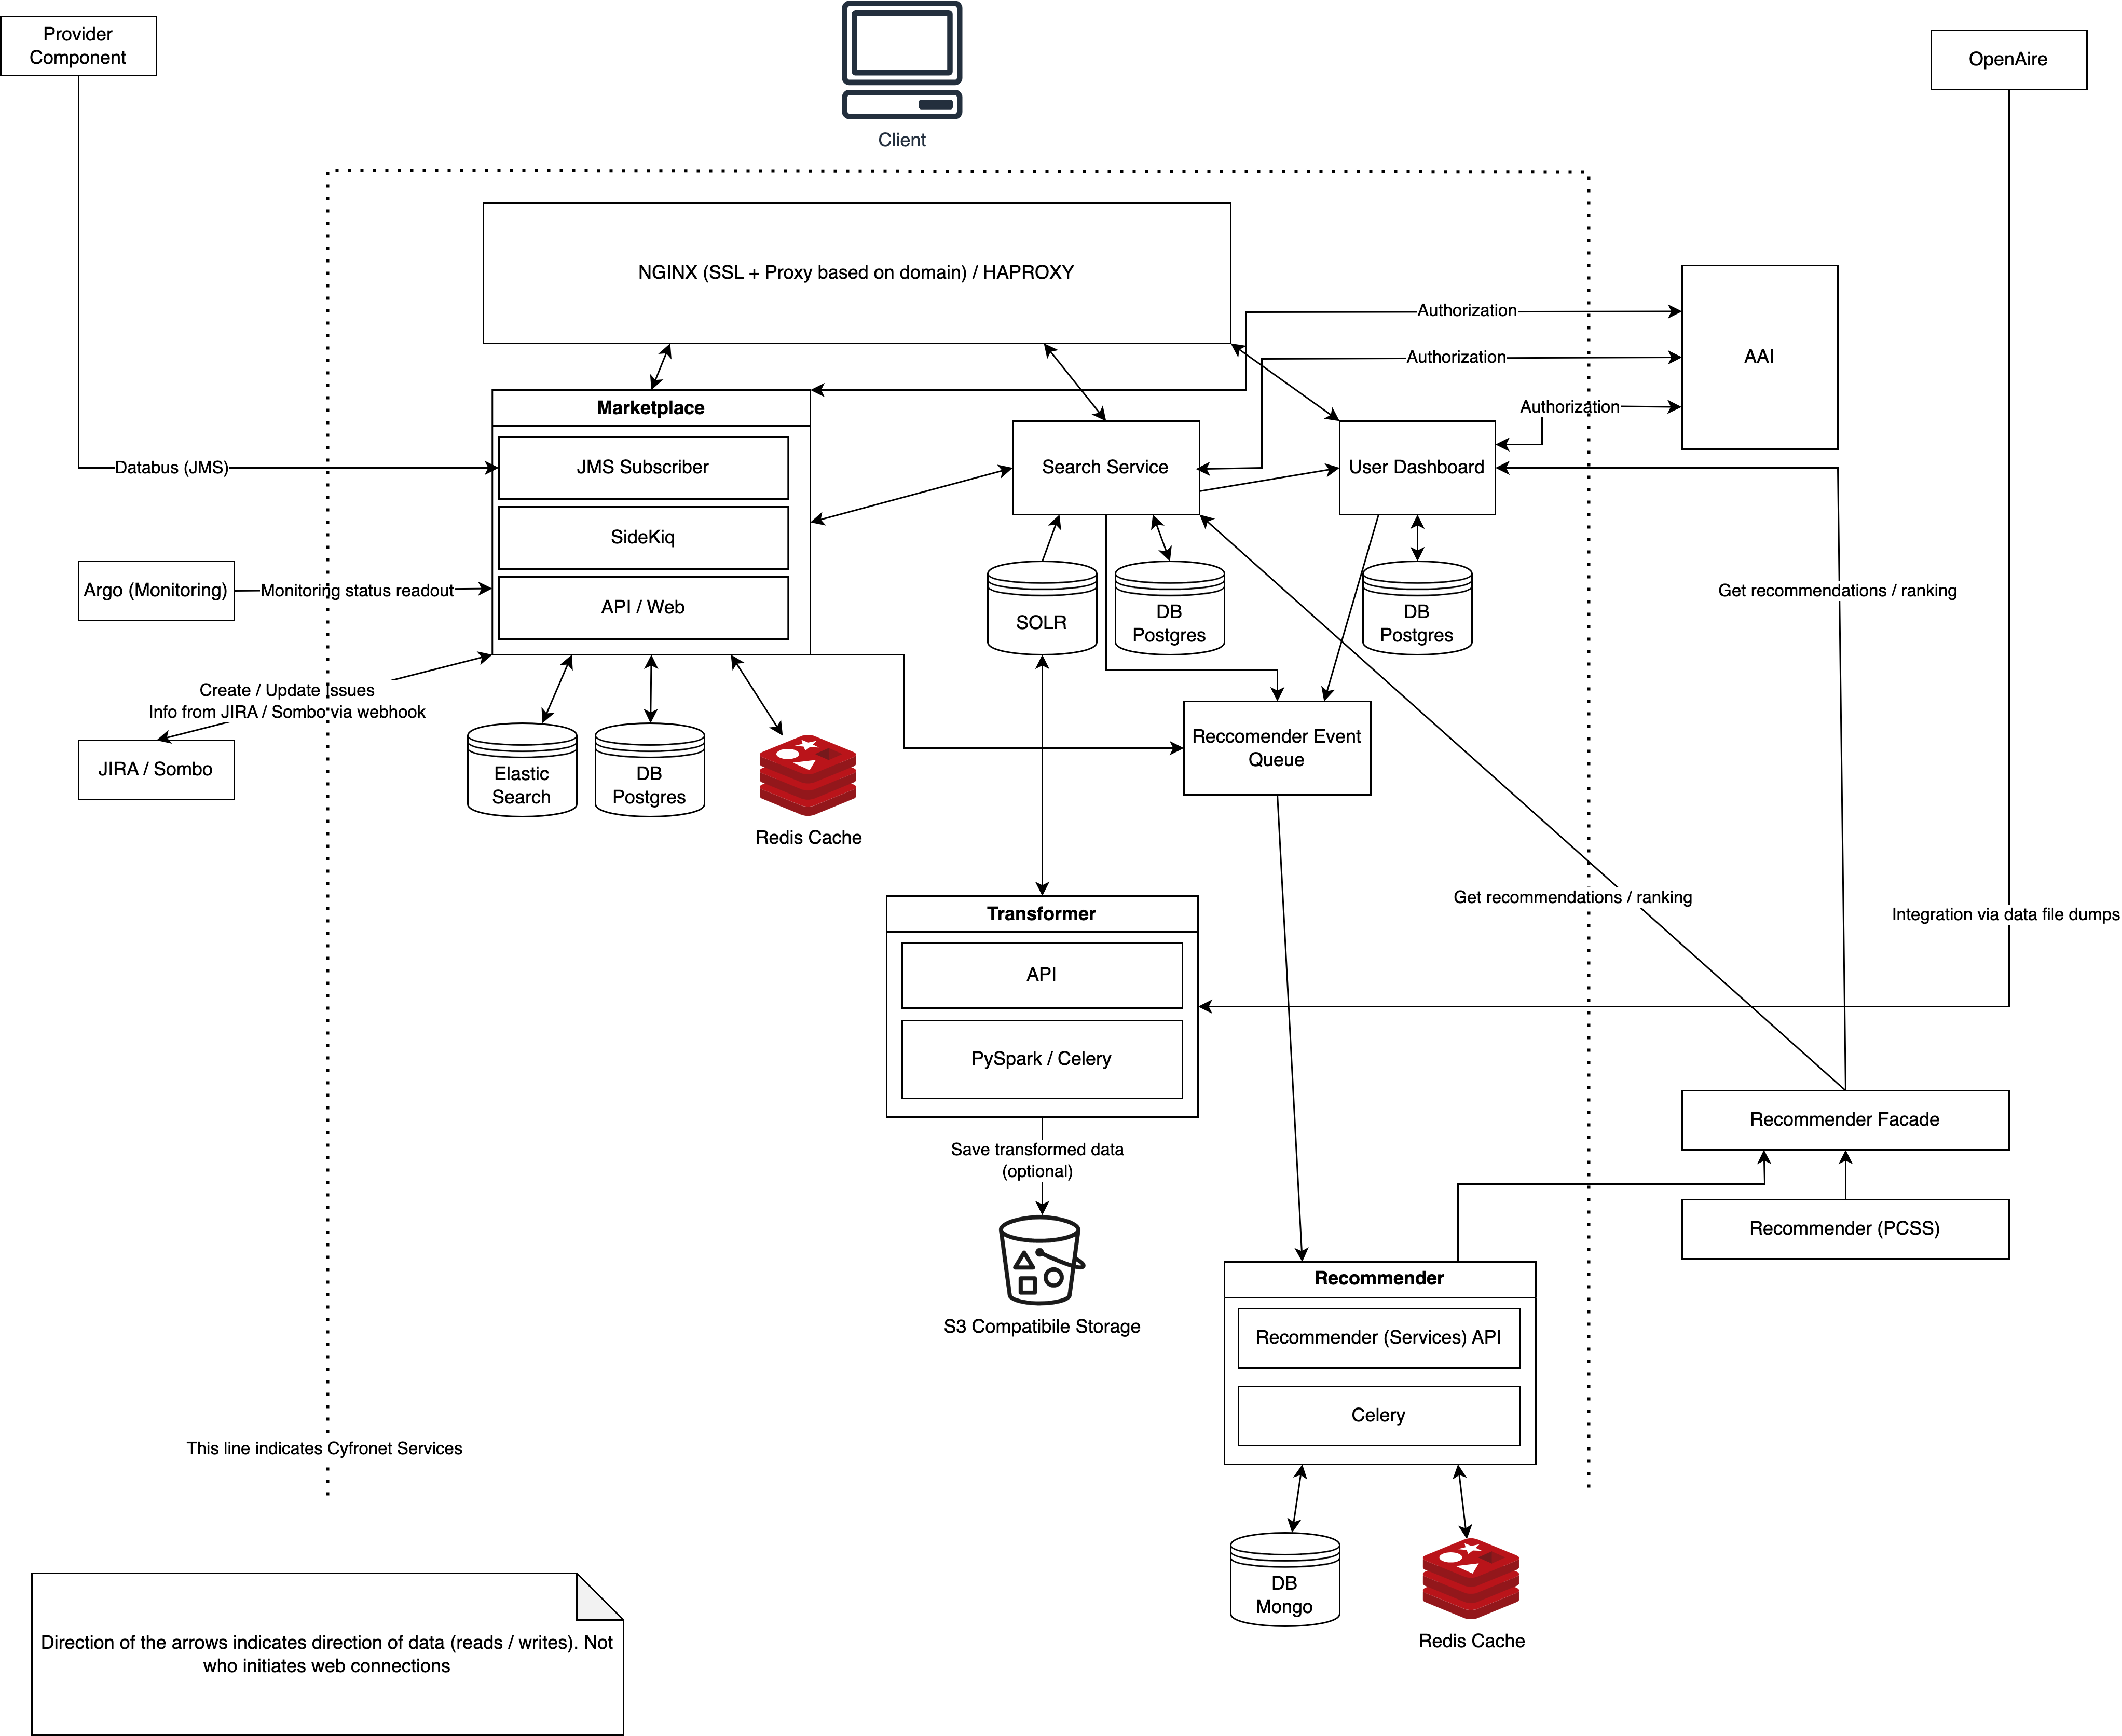 Provider
Component
OpenAire
Client
NGINX (SSL + Proxy based on domain) / HAPROXY
Authorization
Authorization
Authorization
AAI
Marketplace
JMS Subscriber
SideKiq
API / Web
Databus (JMS)
Search Service
User Dashboard
Argo (Monitoring)
Monitoring status readout
Get recommendations / ranking
SOLR
DB
Postgres
DB
Postgres
Create / Update Issues
Info from JIRA / Sombo via webhook
JIRA / Sombo
Elastic
Search
DB
Postgres
Redis Cache
Reccomender Event
Queue
Get recommendations / ranking
Integration via data file dumps
Transformer
API
PySpark / Celery
Save transformed data
(optional)
S3 Compatibile Storage
Recommender Facade
Recommender (PCSS)
Recommender
Recommender (Services) API
Celery
This line indicates Cyfronet Services
DB
Mongo
Redis Cache
Direction of the arrows indicates direction of data (reads / writes). Not
who initiates web connections